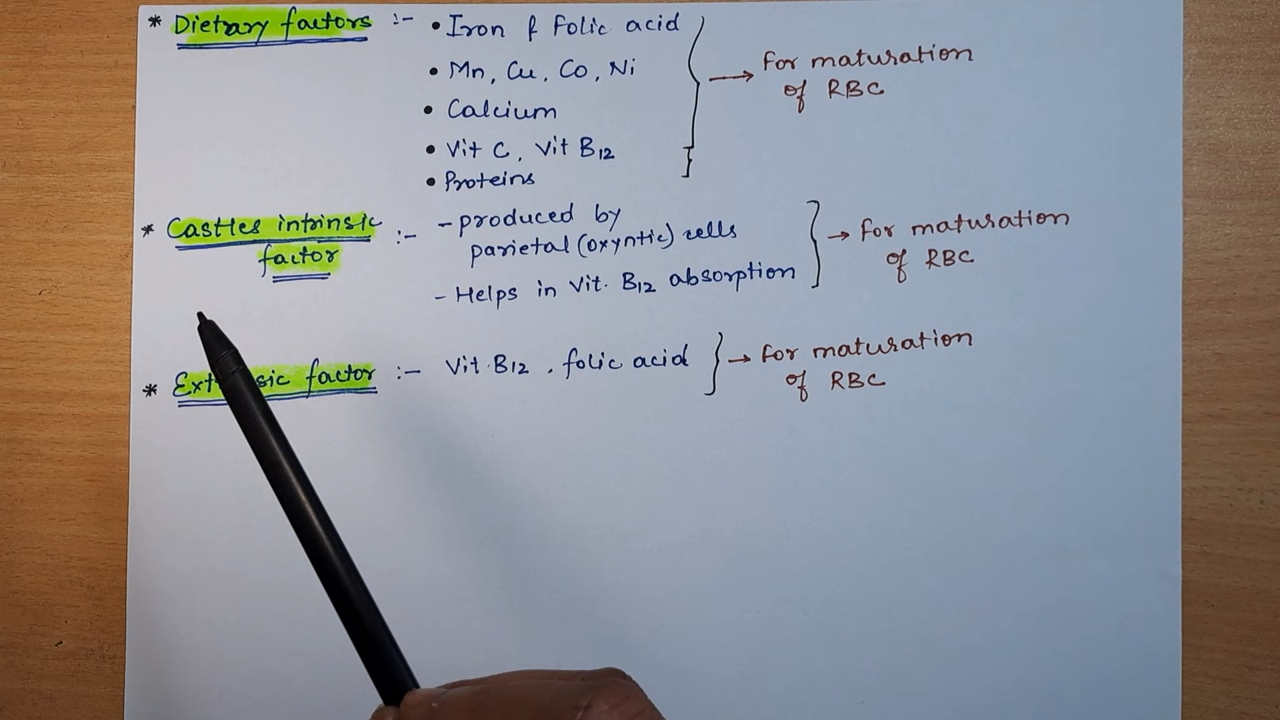 * Dietary factors :- • Iron & Folic acid
• Mn, Cu, Co, Ni
• Calcium
• Vit C, Vit B12
• Proteins
→ For maturation
of RBC
* Castles intrinsic
factor :- - produced by
parietal (oxyntic) cells
- Helps in Vit. B12 absorption
→ For maturation
of RBC
* Extrinsic factor :- Vit B12, folic acid → For maturation
of RBC